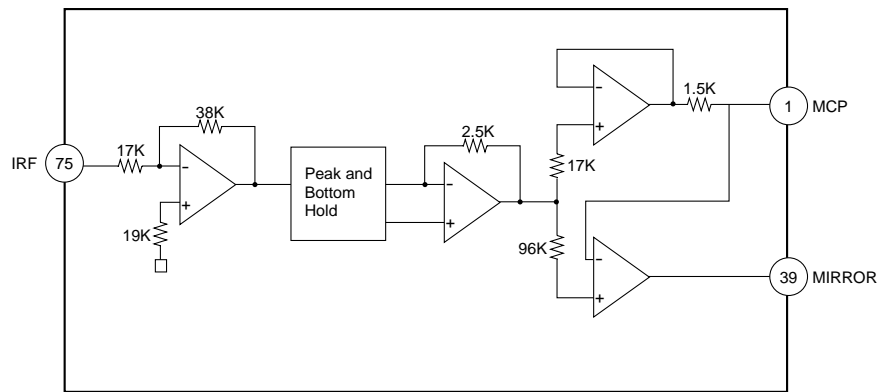 38K
17K
IRF
75
-
+
19K
Peak and
Bottom
Hold
2.5K
-
+
-
+
1.5K
1
MCP
17K
96K
-
+
39
MIRROR